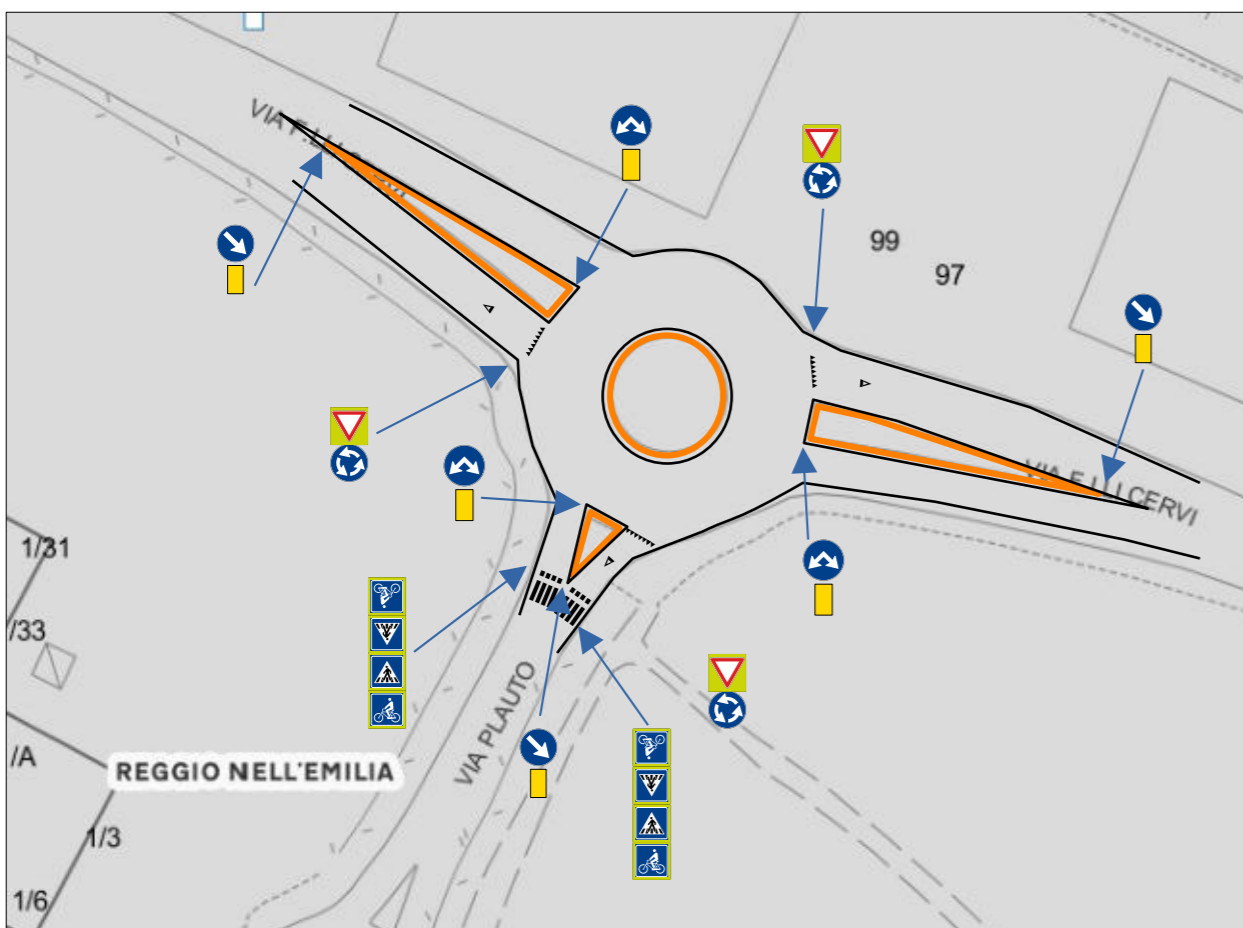 VIA F.LLI CERVI
99
97
VIA F.LLI CERVI
1/31
/33
VIA PLAUTO
/A
REGGIO NELL'EMILIA
1/3
1/6